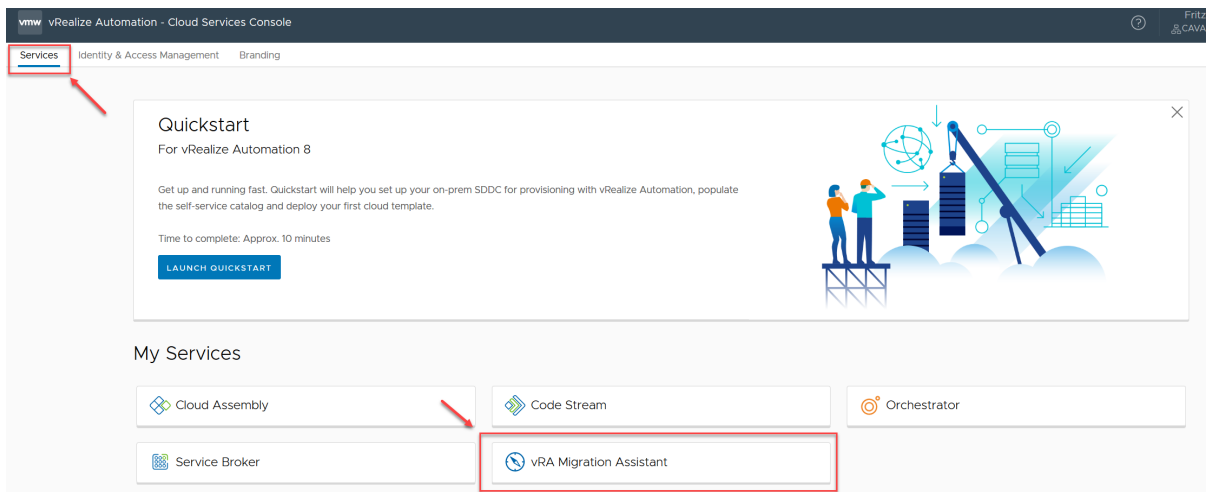 vmw vRealize Automation - Cloud Services Console
Fritz
CAVA
Services Identity & Access Management Branding
Quickstart
For vRealize Automation 8
Get up and running fast. Quickstart will help you set up your on-prem SDDC for provisioning with vRealize Automation, populate
the self-service catalog and deploy your first cloud template.
Time to complete: Approx. 10 minutes
LAUNCH QUICKSTART
My Services
Cloud Assembly
Code Stream
Orchestrator
Service Broker
vRA Migration Assistant